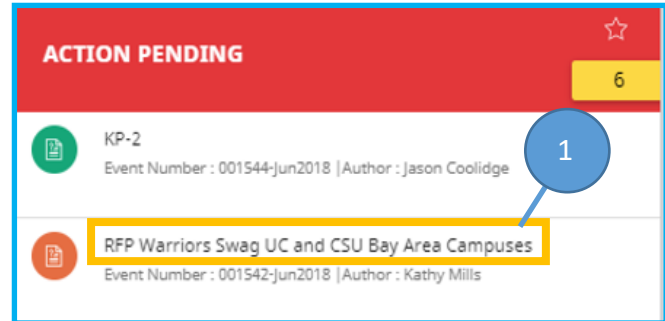 ACTION PENDING
6
KP-2
Event Number : 001544-Jun2018 |Author : Jason Coolidge
1
RFP Warriors Swag UC and CSU Bay Area Campuses
Event Number : 001542-Jun2018 |Author : Kathy Mills